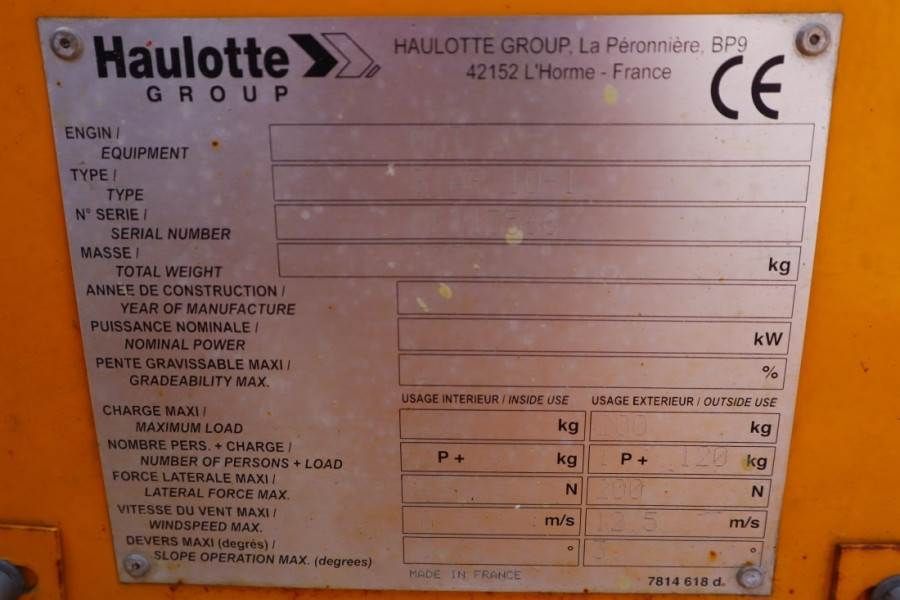 Haulotte
GROUP
HAULOTTE GROUP, La Péronnière, BP9
42152 L'Horme - France
CE
ENGIN /
EQUIPMENT
TYPE /
TYPE
N° SERIE /
SERIAL NUMBER
MASSE /
TOTAL WEIGHT
kg
ANNEE DE CONSTRUCTION /
YEAR OF MANUFACTURE
PUISSANCE NOMINALE /
NOMINAL POWER
kW
PENTE GRAVISSABLE MAXI /
GRADEABILITY MAX.
%
USAGE INTERIEUR / INSIDE USE
USAGE EXTERIEUR / OUTSIDE USE
CHARGE MAXI /
MAXIMUM LOAD
kg
kg
NOMBRE PERS. + CHARGE /
NUMBER OF PERSONS + LOAD
P + kg
P + 120 kg
FORCE LATERALE MAXI /
LATERAL FORCE MAX.
N
200 N
VITESSE DU VENT MAXI /
WINDSPEED MAX.
m/s
12.5 m/s
DEVERS MAXI (degrés) /
SLOPE OPERATION MAX. (degrees)
°
°
MADE IN FRANCE
7814 618 d